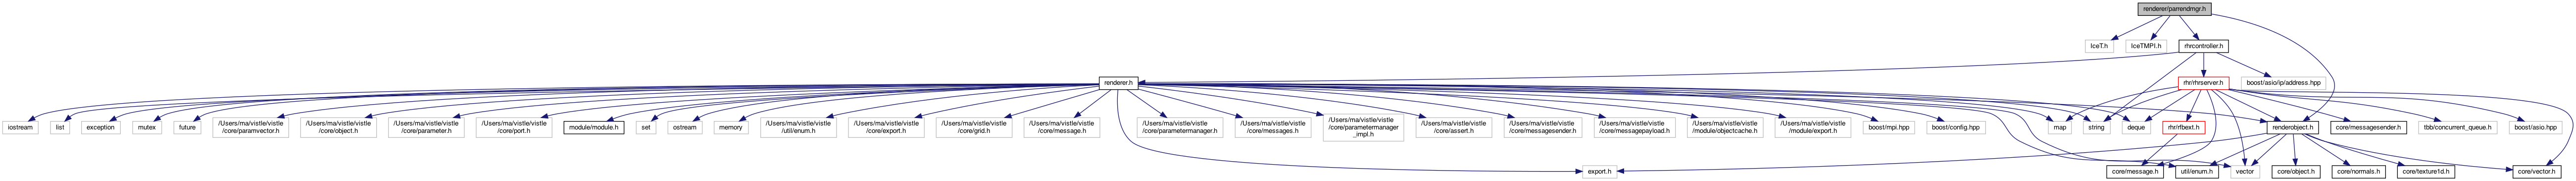 renderer/parrendmgr.h
IceT.h
IceTMPI.h
rhrcontroller.h
renderer.h
rhr/rhrserver.h
boost/asio/ip/address.hpp
iostream
list
exception
mutex
future
/Users/ma/vistle/vistle
/core/paramvector.h
/Users/ma/vistle/vistle
/core/object.h
/Users/ma/vistle/vistle
/core/parameter.h
/Users/ma/vistle/vistle
/core/port.h
module/module.h
set
ostream
memory
/Users/ma/vistle/vistle
/util/enum.h
/Users/ma/vistle/vistle
/core/export.h
/Users/ma/vistle/vistle
/core/grid.h
/Users/ma/vistle/vistle
/core/message.h
/Users/ma/vistle/vistle
/core/parametermanager.h
/Users/ma/vistle/vistle
/core/messages.h
/Users/ma/vistle/vistle
/core/parametermanager
_impl.h
/Users/ma/vistle/vistle
/core/assert.h
/Users/ma/vistle/vistle
/core/messagesender.h
/Users/ma/vistle/vistle
/core/messagepayload.h
/Users/ma/vistle/vistle
/module/objectcache.h
/Users/ma/vistle/vistle
/module/export.h
boost/mpi.hpp
boost/config.hpp
map
string
deque
rhr/rfbext.h
renderobject.h
core/messagesender.h
tbb/concurrent_queue.h
boost/asio.hpp
export.h
core/message.h
util/enum.h
vector
core/object.h
core/normals.h
core/texture1d.h
core/vector.h